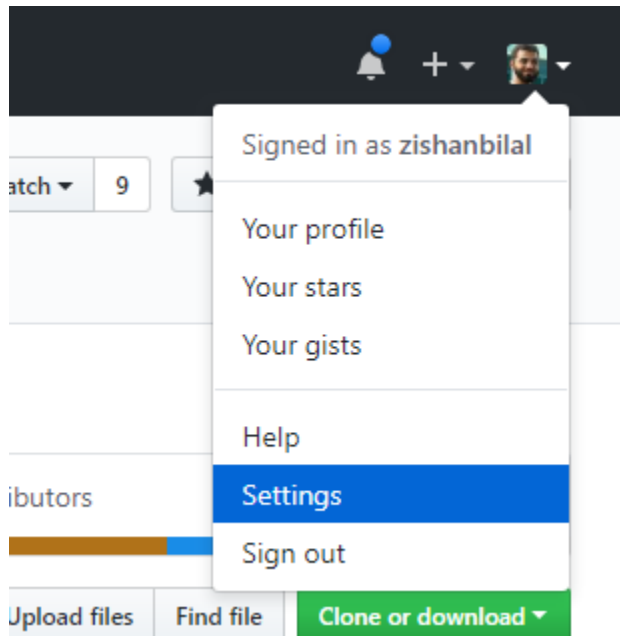 Signed in as zishanbilal
atch 9
Your profile
Your stars
Your gists
Help
ibutors
Settings
Sign out
Upload files Find file Clone or download